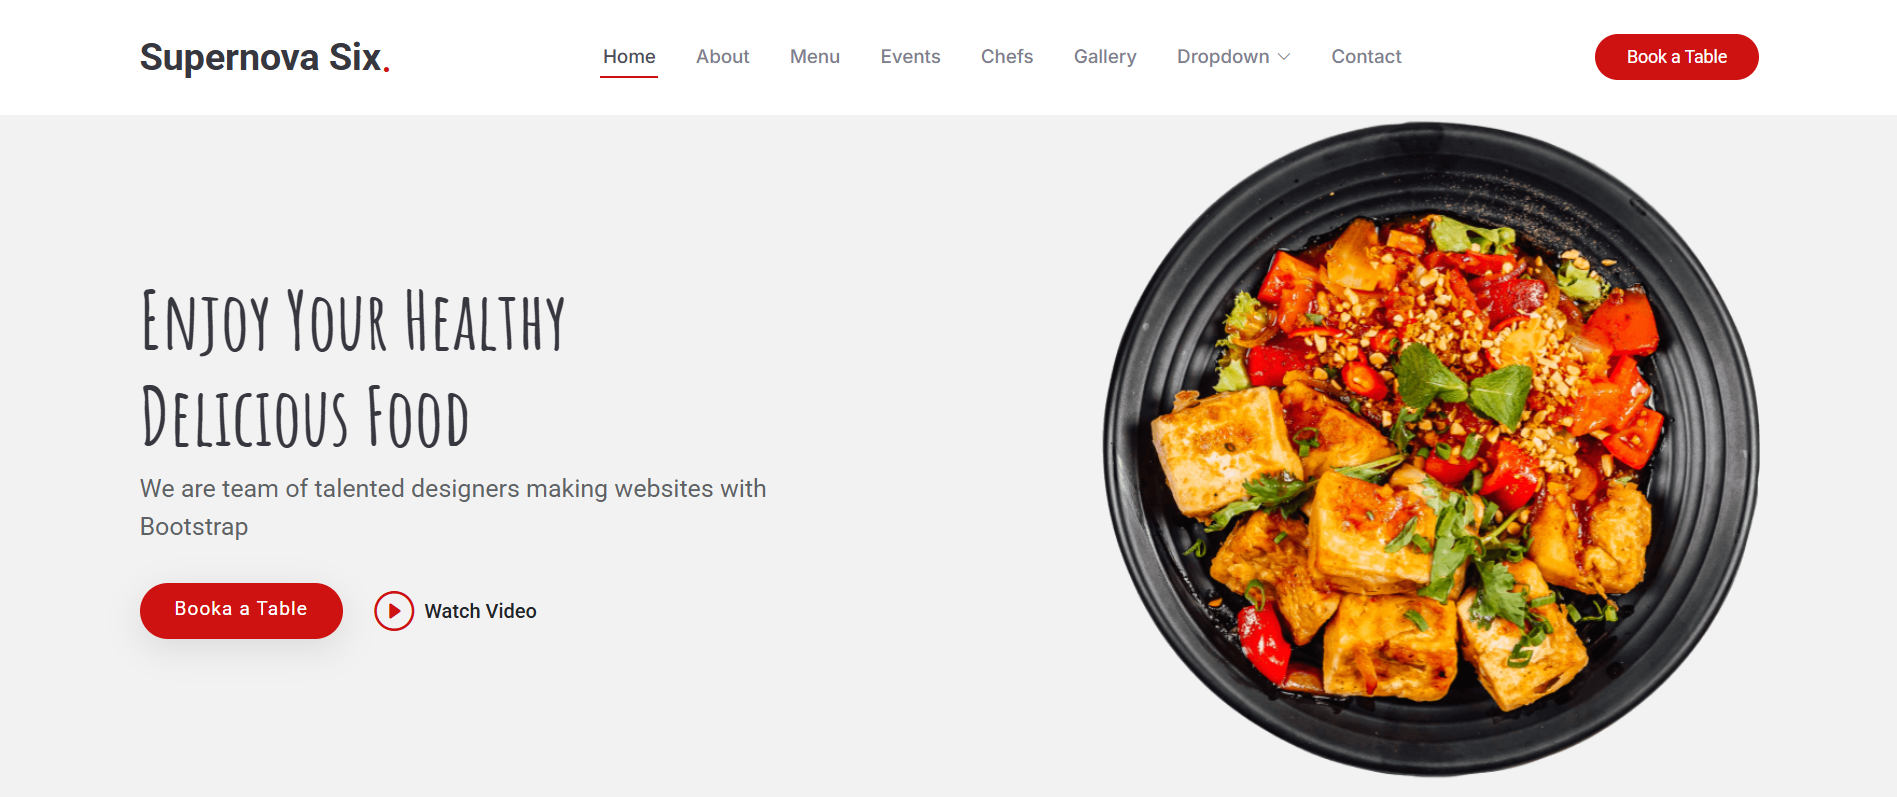 Supernova Six.
Home About Menu Events Chefs Gallery Dropdown Contact
Book a Table
Enjoy Your Healthy
Delicious Food
We are team of talented designers making websites with
Bootstrap
Booka a Table
Watch Video